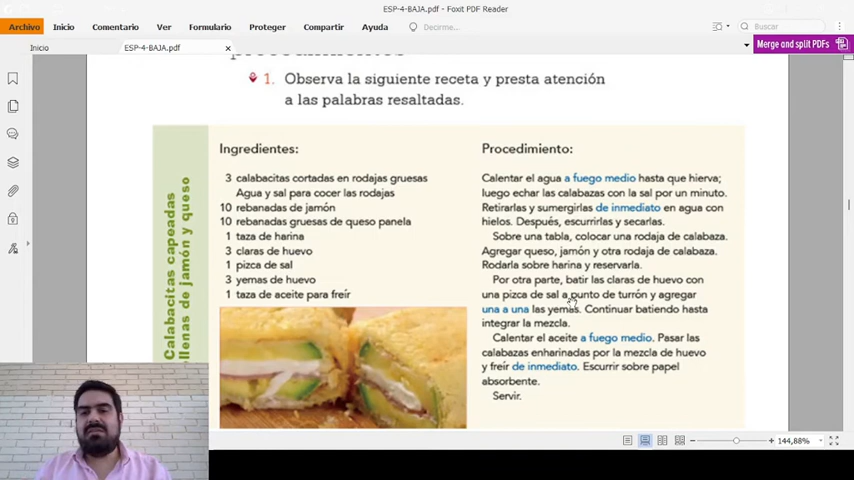 ESP-4-BAJA.pdf - Foxit PDF Reader
Archivo Inicio Comentario Ver Formulario Proteger Compartir Ayuda Decirme... Buscar
Inicio ESP-4-BAJA.pdf × Merge and split PDFs
procedimientos
1. Observa la siguiente receta y presta atención
a las palabras resaltadas.
Calabacitas capeadas
llenas de jamón y queso
Ingredientes:
3 calabacitas cortadas en rodajas gruesas
Agua y sal para cocer las rodajas
10 rebanadas de jamón
10 rebanadas gruesas de queso panela
1 taza de harina
3 claras de huevo
1 pizca de sal
3 yemas de huevo
1 taza de aceite para freír
Procedimiento:
Calentar el agua a fuego medio hasta que hierva;
luego echar las calabazas con la sal por un minuto.
Retirarlas y sumergirlas de inmediato en agua con
hielos. Después, escurrirlas y secarlas.
Sobre una tabla, colocar una rodaja de calabaza.
Agregar queso, jamón y otra rodaja de calabaza.
Rodarla sobre harina y reservarla.
Por otra parte, batir las claras de huevo con
una pizca de sal a punto de turrón y agregar
una a una las yemas. Continuar batiendo hasta
integrar la mezcla.
Calentar el aceite a fuego medio. Pasar las
calabazas enharinadas por la mezcla de huevo
y freír de inmediato. Escurrir sobre papel
absorbente.
Servir.
144,88%